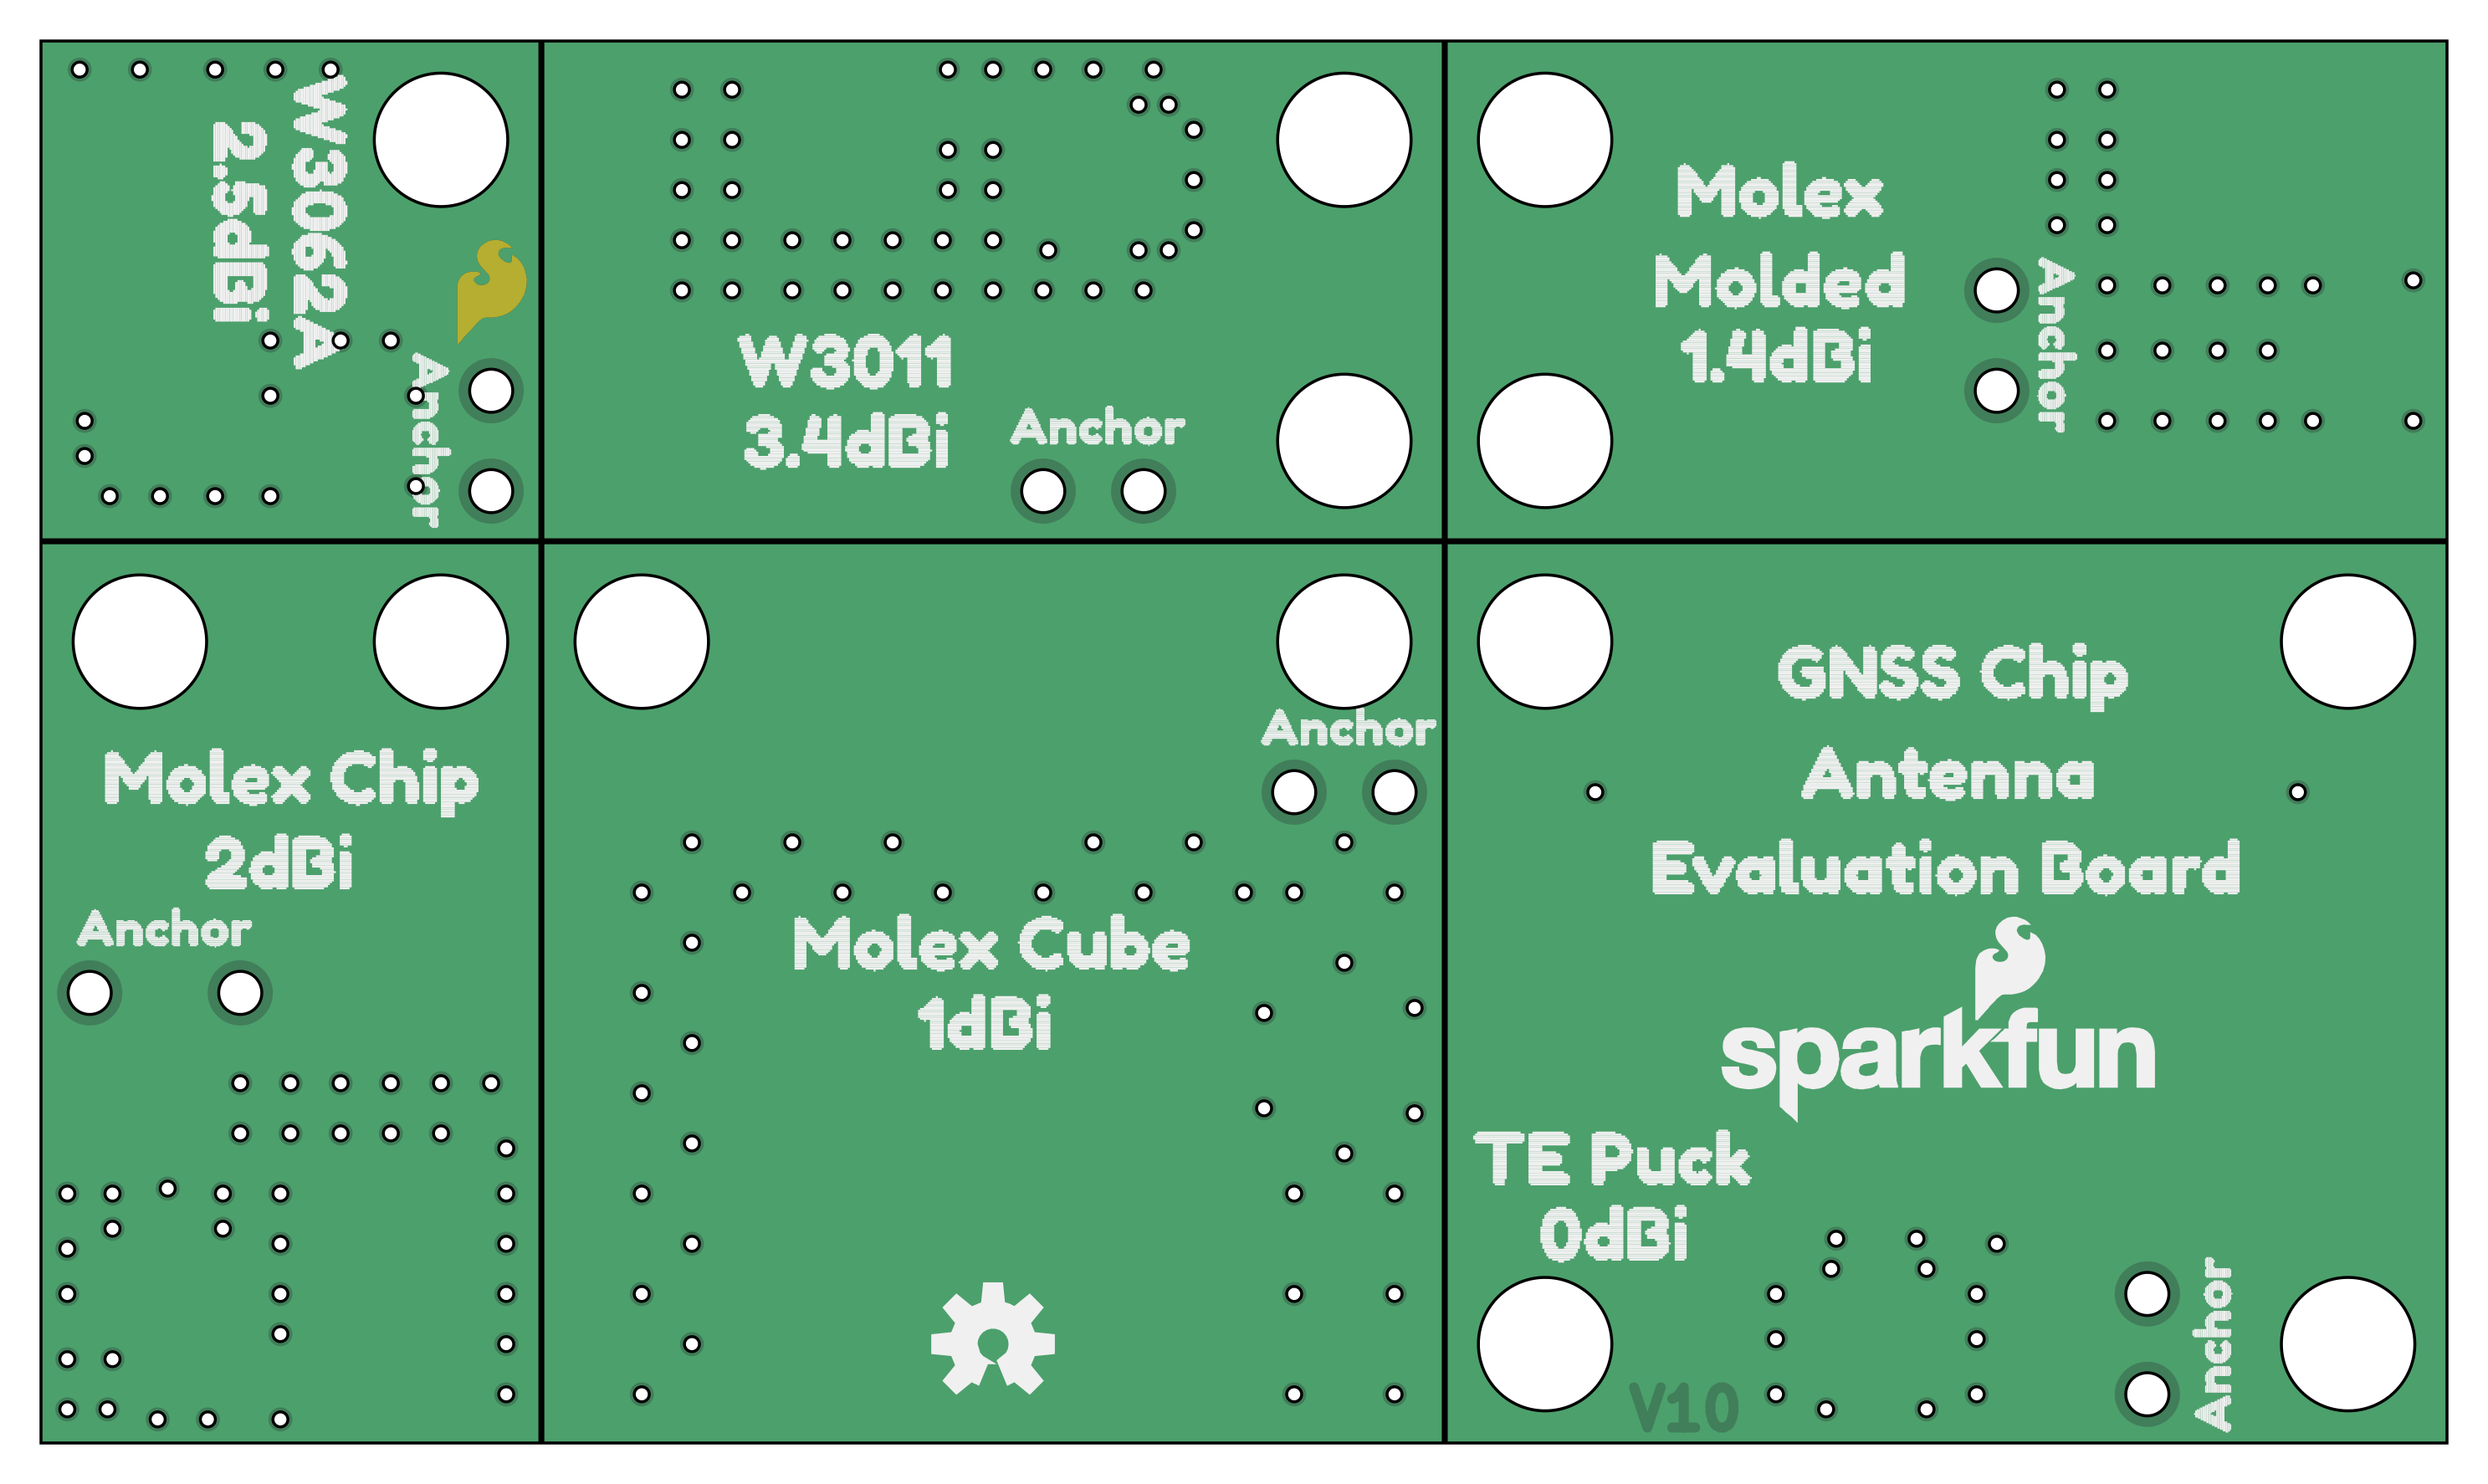 W3062A
2.5dBi
Anchor
W3011
3.4dBi
Anchor
Molex
Molded
1.4dBi
Anchor
Molex Chip
2dBi
Anchor
Anchor
Molex Cube
1dBi
GNSS Chip
Antenna
Evaluation Board
sparkfun
TE Puck
0dBi
Anchor
V10